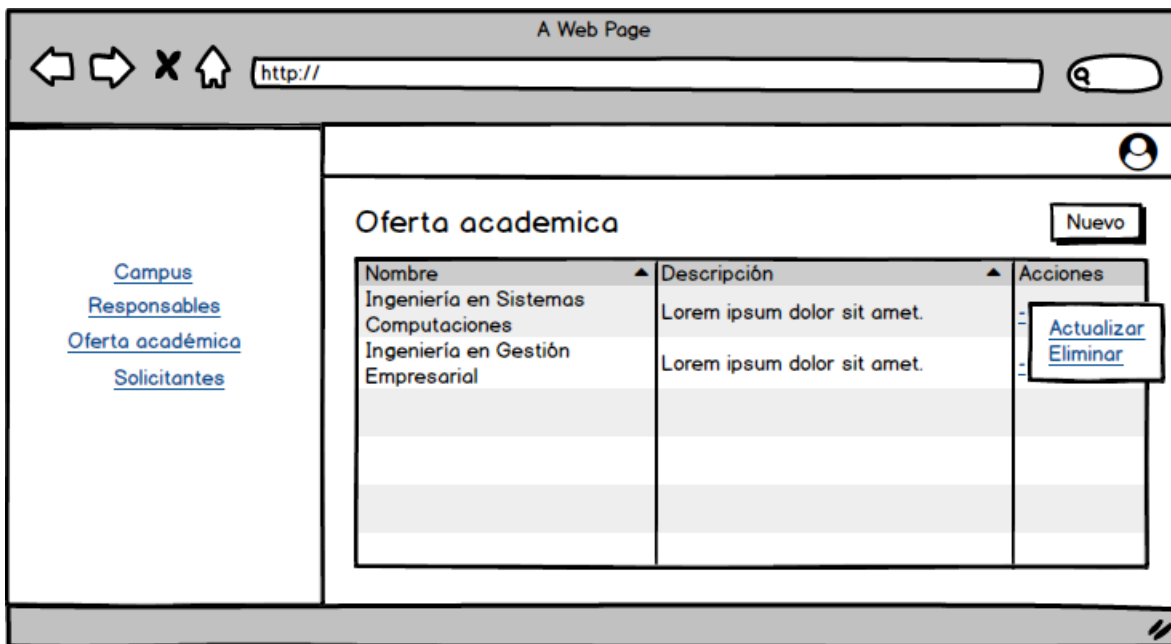 A Web Page
http://
Campus
Responsables
Oferta académica
Solicitantes
Oferta academica
Nuevo
Nombre Descripción Acciones
Ingeniería en Sistemas
Computaciones
Lorem ipsum dolor sit amet.
-
Ingeniería en Gestión
Empresarial
Lorem ipsum dolor sit amet.
-
Actualizar
Eliminar